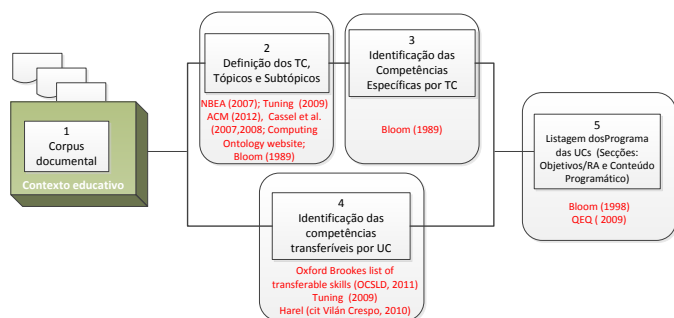 1
Corpus
documental
Contexto educativo
2
Definição dos TC,
Tópicos e Subtópicos
NBEA (2007); Tuning (2009)
ACM (2012), Cassel et al.
(2007,2008; Computing
Ontology website;
Bloom (1989)
3
Identificação das
Competências
Específicas por TC
Bloom (1989)
4
Identificação das
competências
transferíveis por UC
Oxford Brookes list of
transferable skills (OCSLD, 2011)
Tuning (2009)
Harel (cit Vilán Crespo, 2010)
5
Listagem dosPrograma
das UCs (Secções:
Objetivos/RA e Conteúdo
Programático)
Bloom (1998)
QEQ ( 2009)